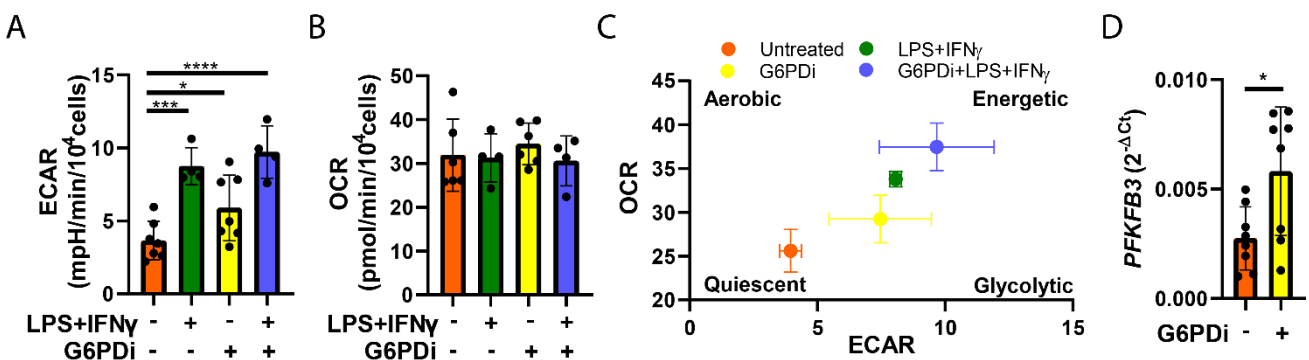 A
ECAR
(mpH/min/10⁴cells)
15
10
5
0
****
*
***
LPS+IFNγ - + - +
G6PDi - - + +
B
OCR
(pmol/min/10⁴cells)
50
40
30
20
10
0
LPS+IFNγ - + - +
G6PDi - - + +
C
Untreated
LPS+IFNγ
G6PDi
G6PDi+LPS+IFNγ
OCR
45
40
35
30
25
20
Aerobic
Energetic
Quiescent
Glycolytic
0 5 10 15
ECAR
D
PFKFB3 (2⁻ΔCt)
0.010
0.005
0.000
*
G6PDi - +